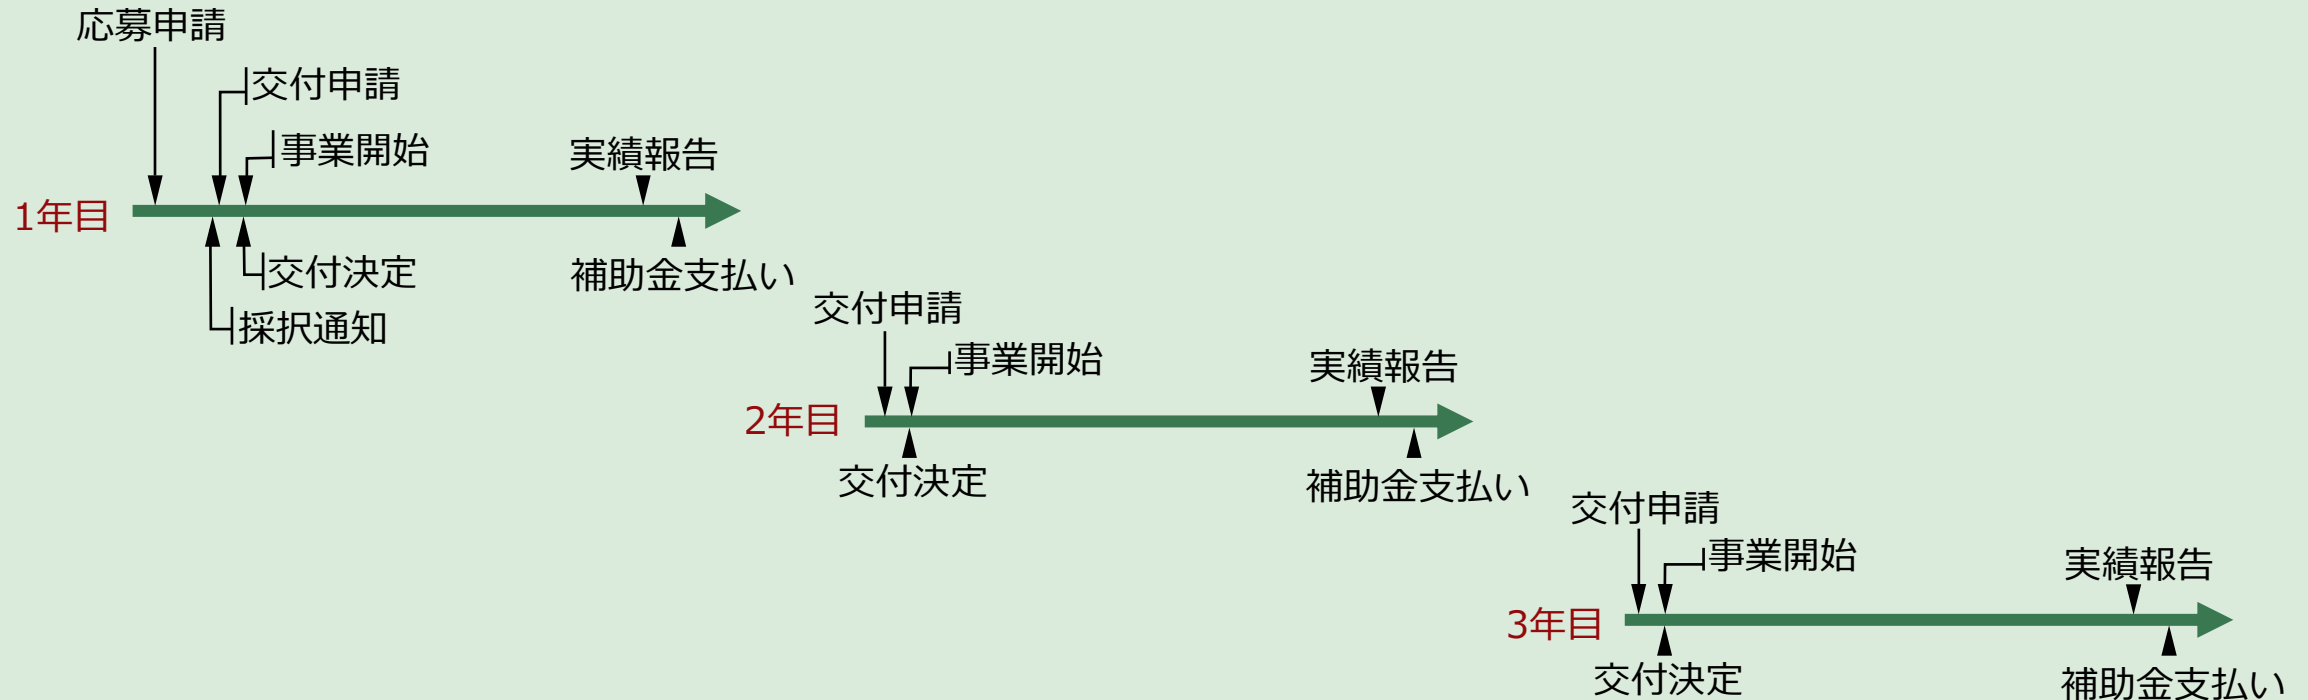 応募申請
交付申請
事業開始
実績報告
1年目
交付決定
補助金支払い
採択通知
交付申請
事業開始
実績報告
2年目
交付決定
補助金支払い
交付申請
事業開始
実績報告
3年目
交付決定
補助金支払い